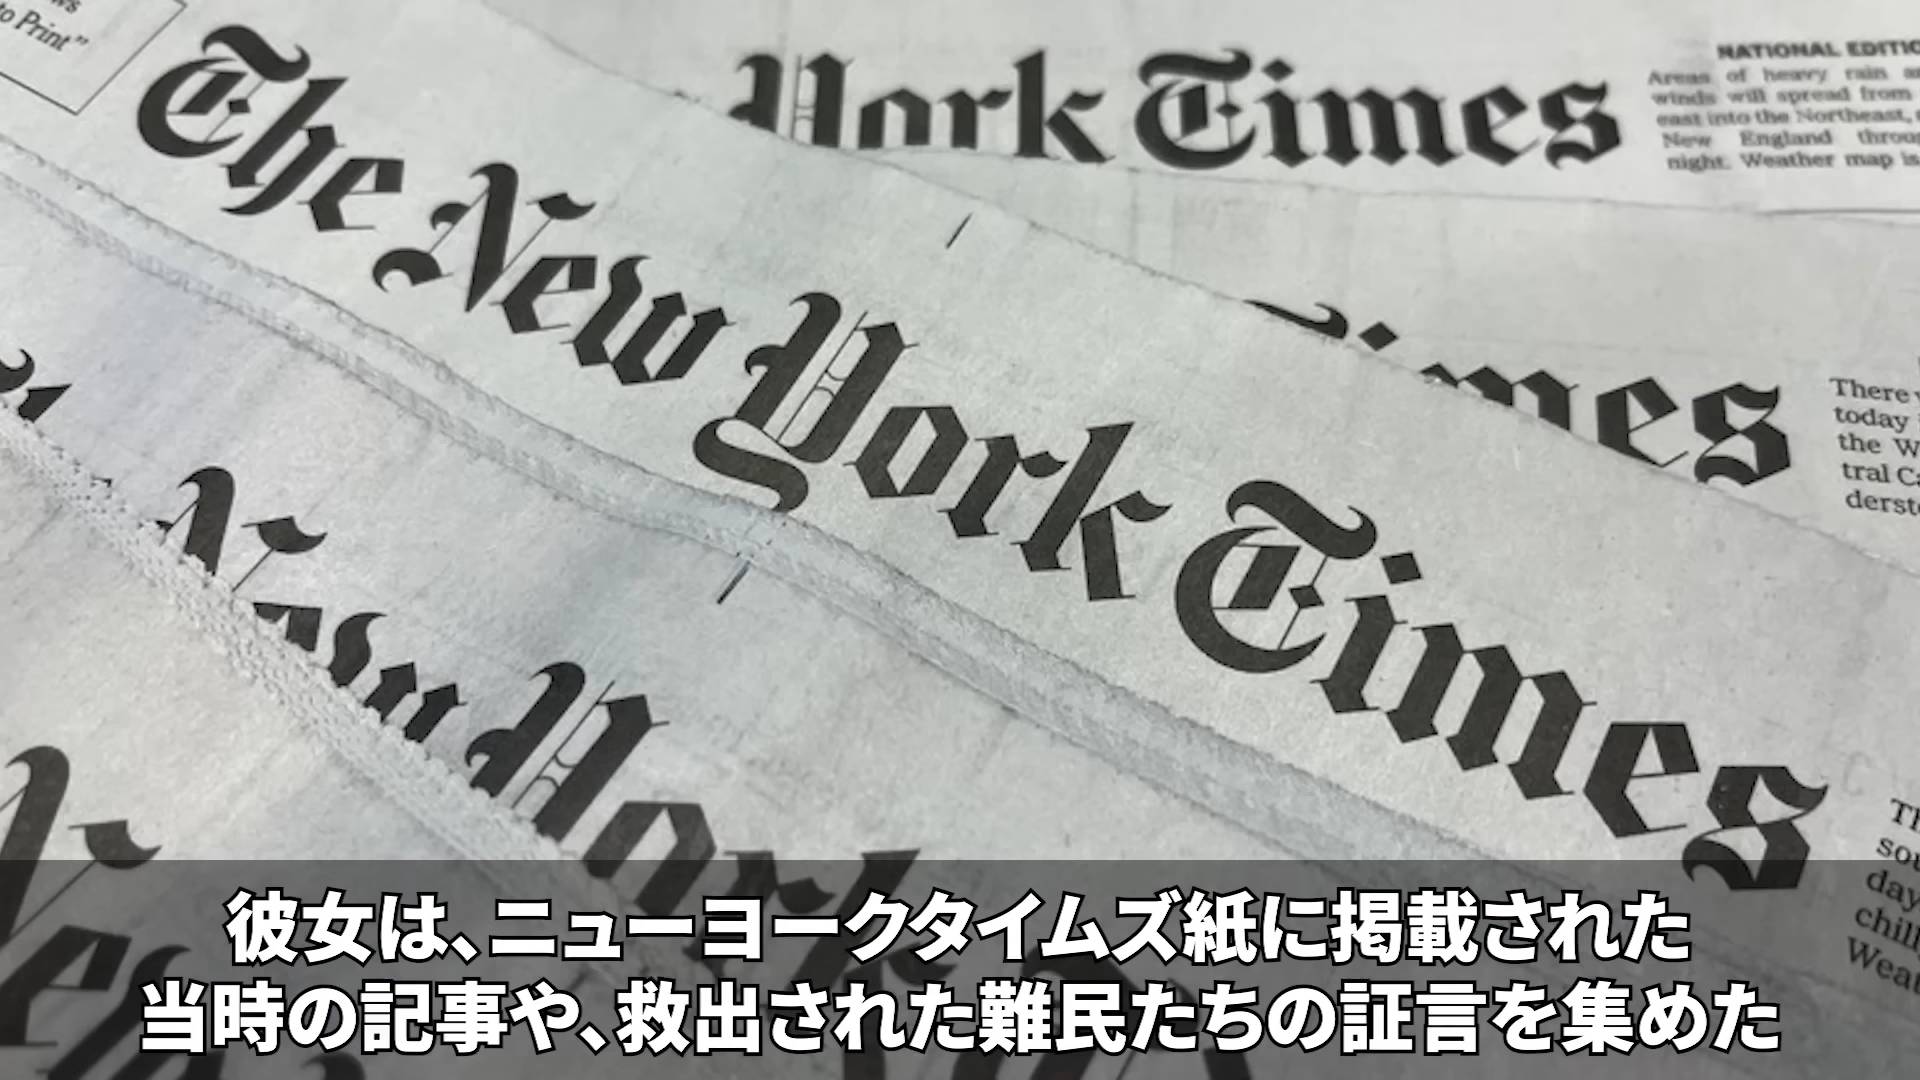 to Print”
York Times
NATIONAL EDITIO
Areas of heavy rain
winds will spread from
east into the Northeast,
New England
night. Weather map is
The New York Times
Times
There
today
the W
tral
derst
New York
彼女は、ニューヨークタイムズ紙に掲載された
当時の記事や、救出された難民たちの証言を集めた